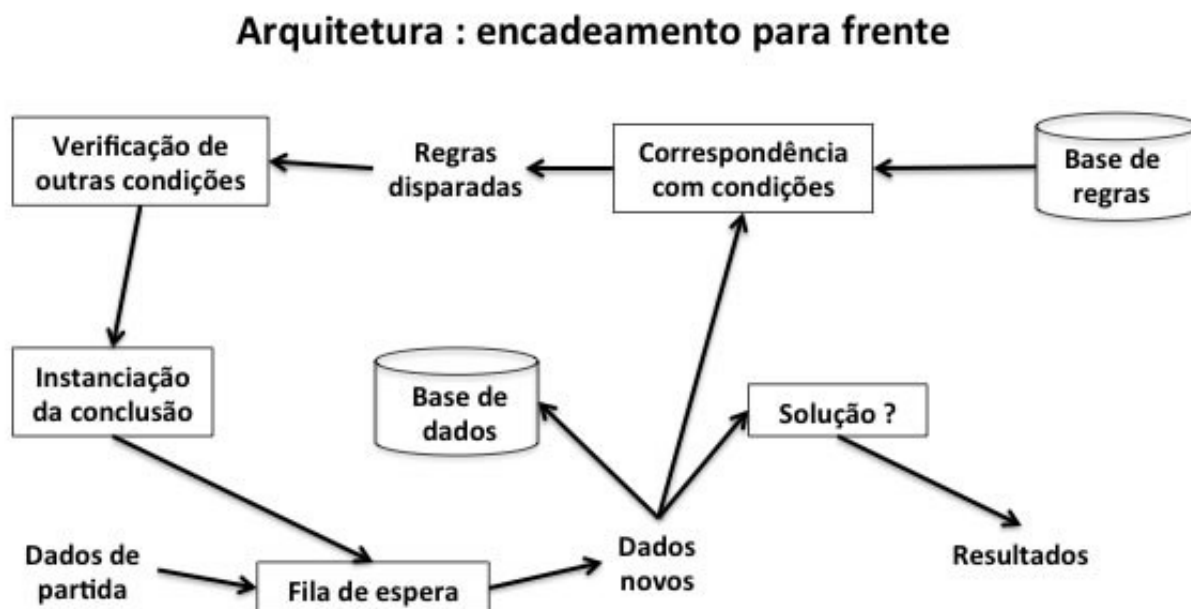 Arquitetura : encadeamento para frente
Verificação de
outras condições
Regras
disparadas
Correspondência
com condições
Base de
regras
Instanciação
da conclusão
Base de
dados
Solução ?
Dados de
partida
Fila de espera
Dados
novos
Resultados